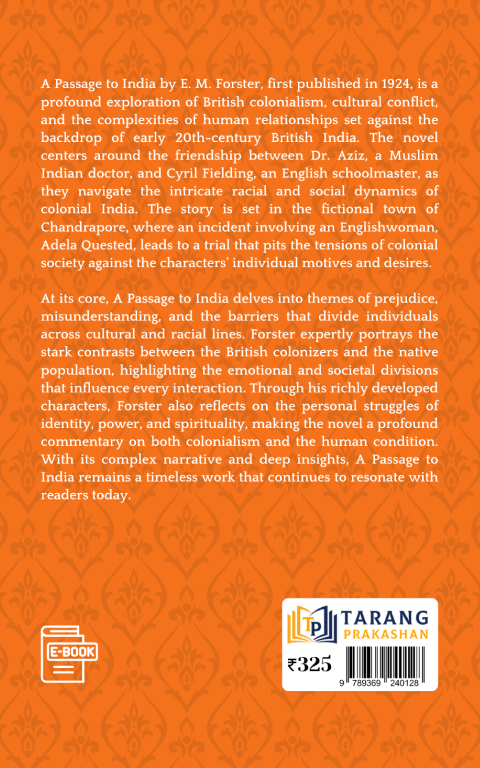 A Passage to India by E. M. Forster, first published in 1924, is a
profound exploration of British colonialism, cultural conflict,
and the complexities of human relationships set against the
backdrop of early 20th-century British India. The novel
centers around the friendship between Dr. Aziz, a Muslim
Indian doctor, and Cyril Fielding, an English schoolmaster, as
they navigate the intricate racial and social dynamics of
colonial India. The story is set in the fictional town of
Chandrapore, where an incident involving an Englishwoman,
Adela Quested, leads to a trial that pits the tensions of colonial
society against the characters' individual motives and desires.
At its core, A Passage to India delves into themes of prejudice,
misunderstanding, and the barriers that divide individuals
across cultural and racial lines. Forster expertly portrays the
stark contrasts between the British colonizers and the native
population, highlighting the emotional and societal divisions
that influence every interaction. Through his richly developed
characters, Forster also reflects on the personal struggles of
identity, power, and spirituality, making the novel a profound
commentary on both colonialism and the human condition.
With its complex narrative and deep insights, A Passage to
India remains a timeless work that continues to resonate with
readers today.
E-BOOK
TP
TARANG
PRAKASHAN
₹325
9 789369 240128